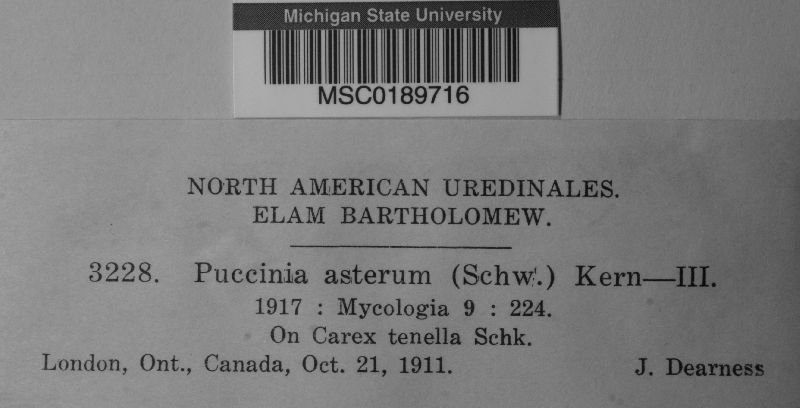 Michigan State University
MSC0189716
NORTH AMERICAN UREDINALES.
ELAM BARTHOLOMEW.
3228. Puccinia asterum (Schw.) Kern—III.
1917 : Mycologia 9 : 224.
On Carex tenella Schk.
London, Ont., Canada, Oct. 21, 1911. J. Dearness